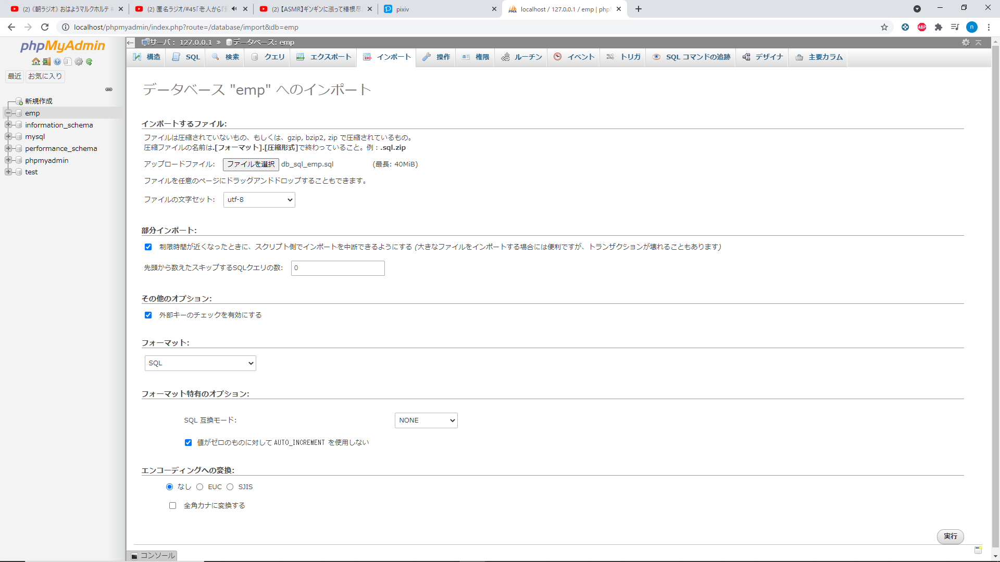 (2)《朝ラジオ》おはようマルクホルテ
(2) 匿名ラジオ/#45「老人から『
(2)【ASMR】ギンギンに漲って精根尽
pixiv
localhost / 127.0.0.1 / emp | php
localhost/phpmyadmin/index.php?route=/database/import&db=emp
ABP
n
phpMyAdmin
最近
お気に入り
新規作成
emp
information_schema
mysql
performance_schema
phpmyadmin
test
サーバ: 127.0.0.1 » データベース: emp
構造
SQL
検索
クエリ
エクスポート
インポート
操作
権限
ルーチン
イベント
トリガ
SQL コマンドの追跡
デザイナ
主要カラム
データベース "emp" へのインポート
インポートするファイル:
ファイルは圧縮されていないもの、もしくは、gzip, bzip2, zip で圧縮されているもの。
圧縮ファイルの名前は.[フォーマット].[圧縮形式]で終わっていること。例：.sql.zip
アップロードファイル: ファイルを選択 db_sql_emp.sql (最長: 40MiB)
ファイルを任意のページにドラッグアンドドロップすることもできます。
ファイルの文字セット: utf-8
部分インポート:
制限時間が近くなったときに、スクリプト側でインポートを中断できるようにする (大きなファイルをインポートする場合には便利ですが、トランザクションが壊れることもあります)
先頭から数えたスキップするSQLクエリの数: 0
その他のオプション:
外部キーのチェックを有効にする
フォーマット:
SQL
フォーマット特有のオプション:
SQL 互換モード: NONE
値がゼロのものに対して AUTO_INCREMENT を使用しない
エンコーディングへの変換:
なし EUC SJIS
全角カナに変換する
実行
コンソール